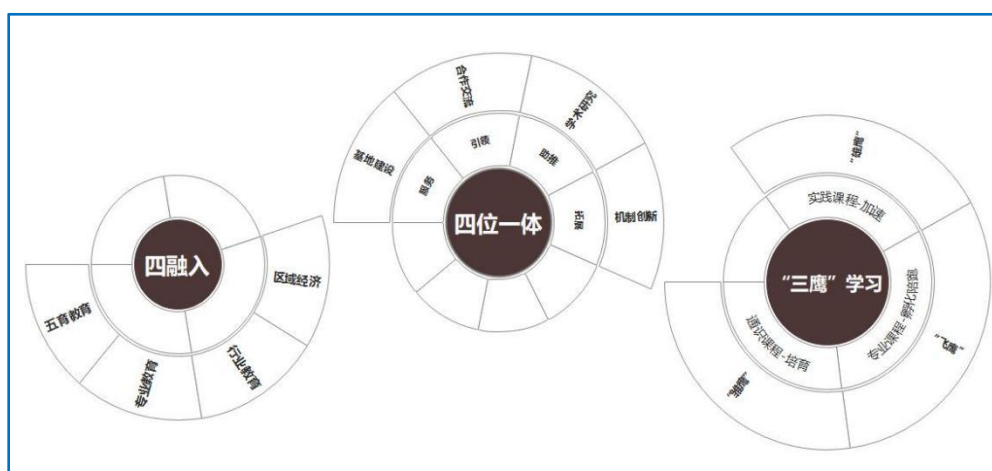 四融入
五育教育
专业教育
行业教育
区域经济
四位一体
服务
引领
助推
拓展
基地建设
合作交流
学术研究
机制创新
“三鹰”学习
通识课程-培育
专业课程-孵化陪跑
实践课程-加速
“雏鹰”
“飞鹰”
“雄鹰”